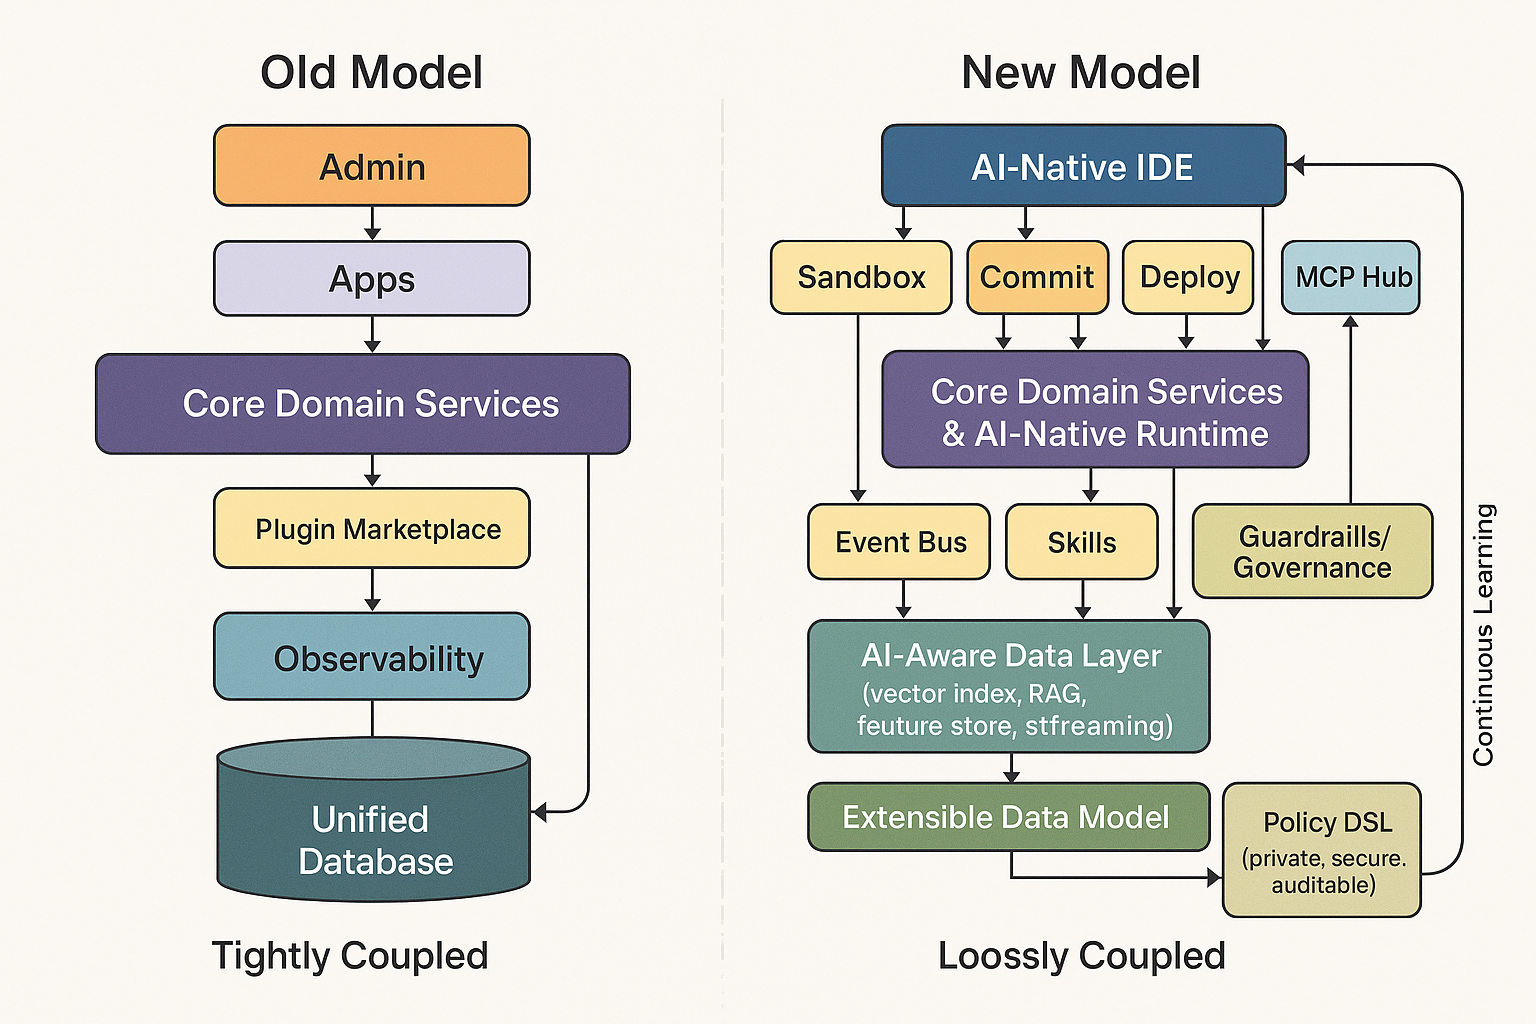 Old Model
Admin
Apps
Core Domain Services
Plugin Marketplace
Observability
Unified
Database
Tightly Coupled
New Model
AI-Native IDE
Sandbox
Commit
Deploy
MCP Hub
Core Domain Services
& AI-Native Runtime
Event Bus
Skills
Guardraills/
Governance
AI-Aware Data Layer
(vector index, RAG,
feuture store, stfreaming)
Extensible Data Model
Policy DSL
(private, secure.
auditable)
Continuous Learning
Loossly Coupled